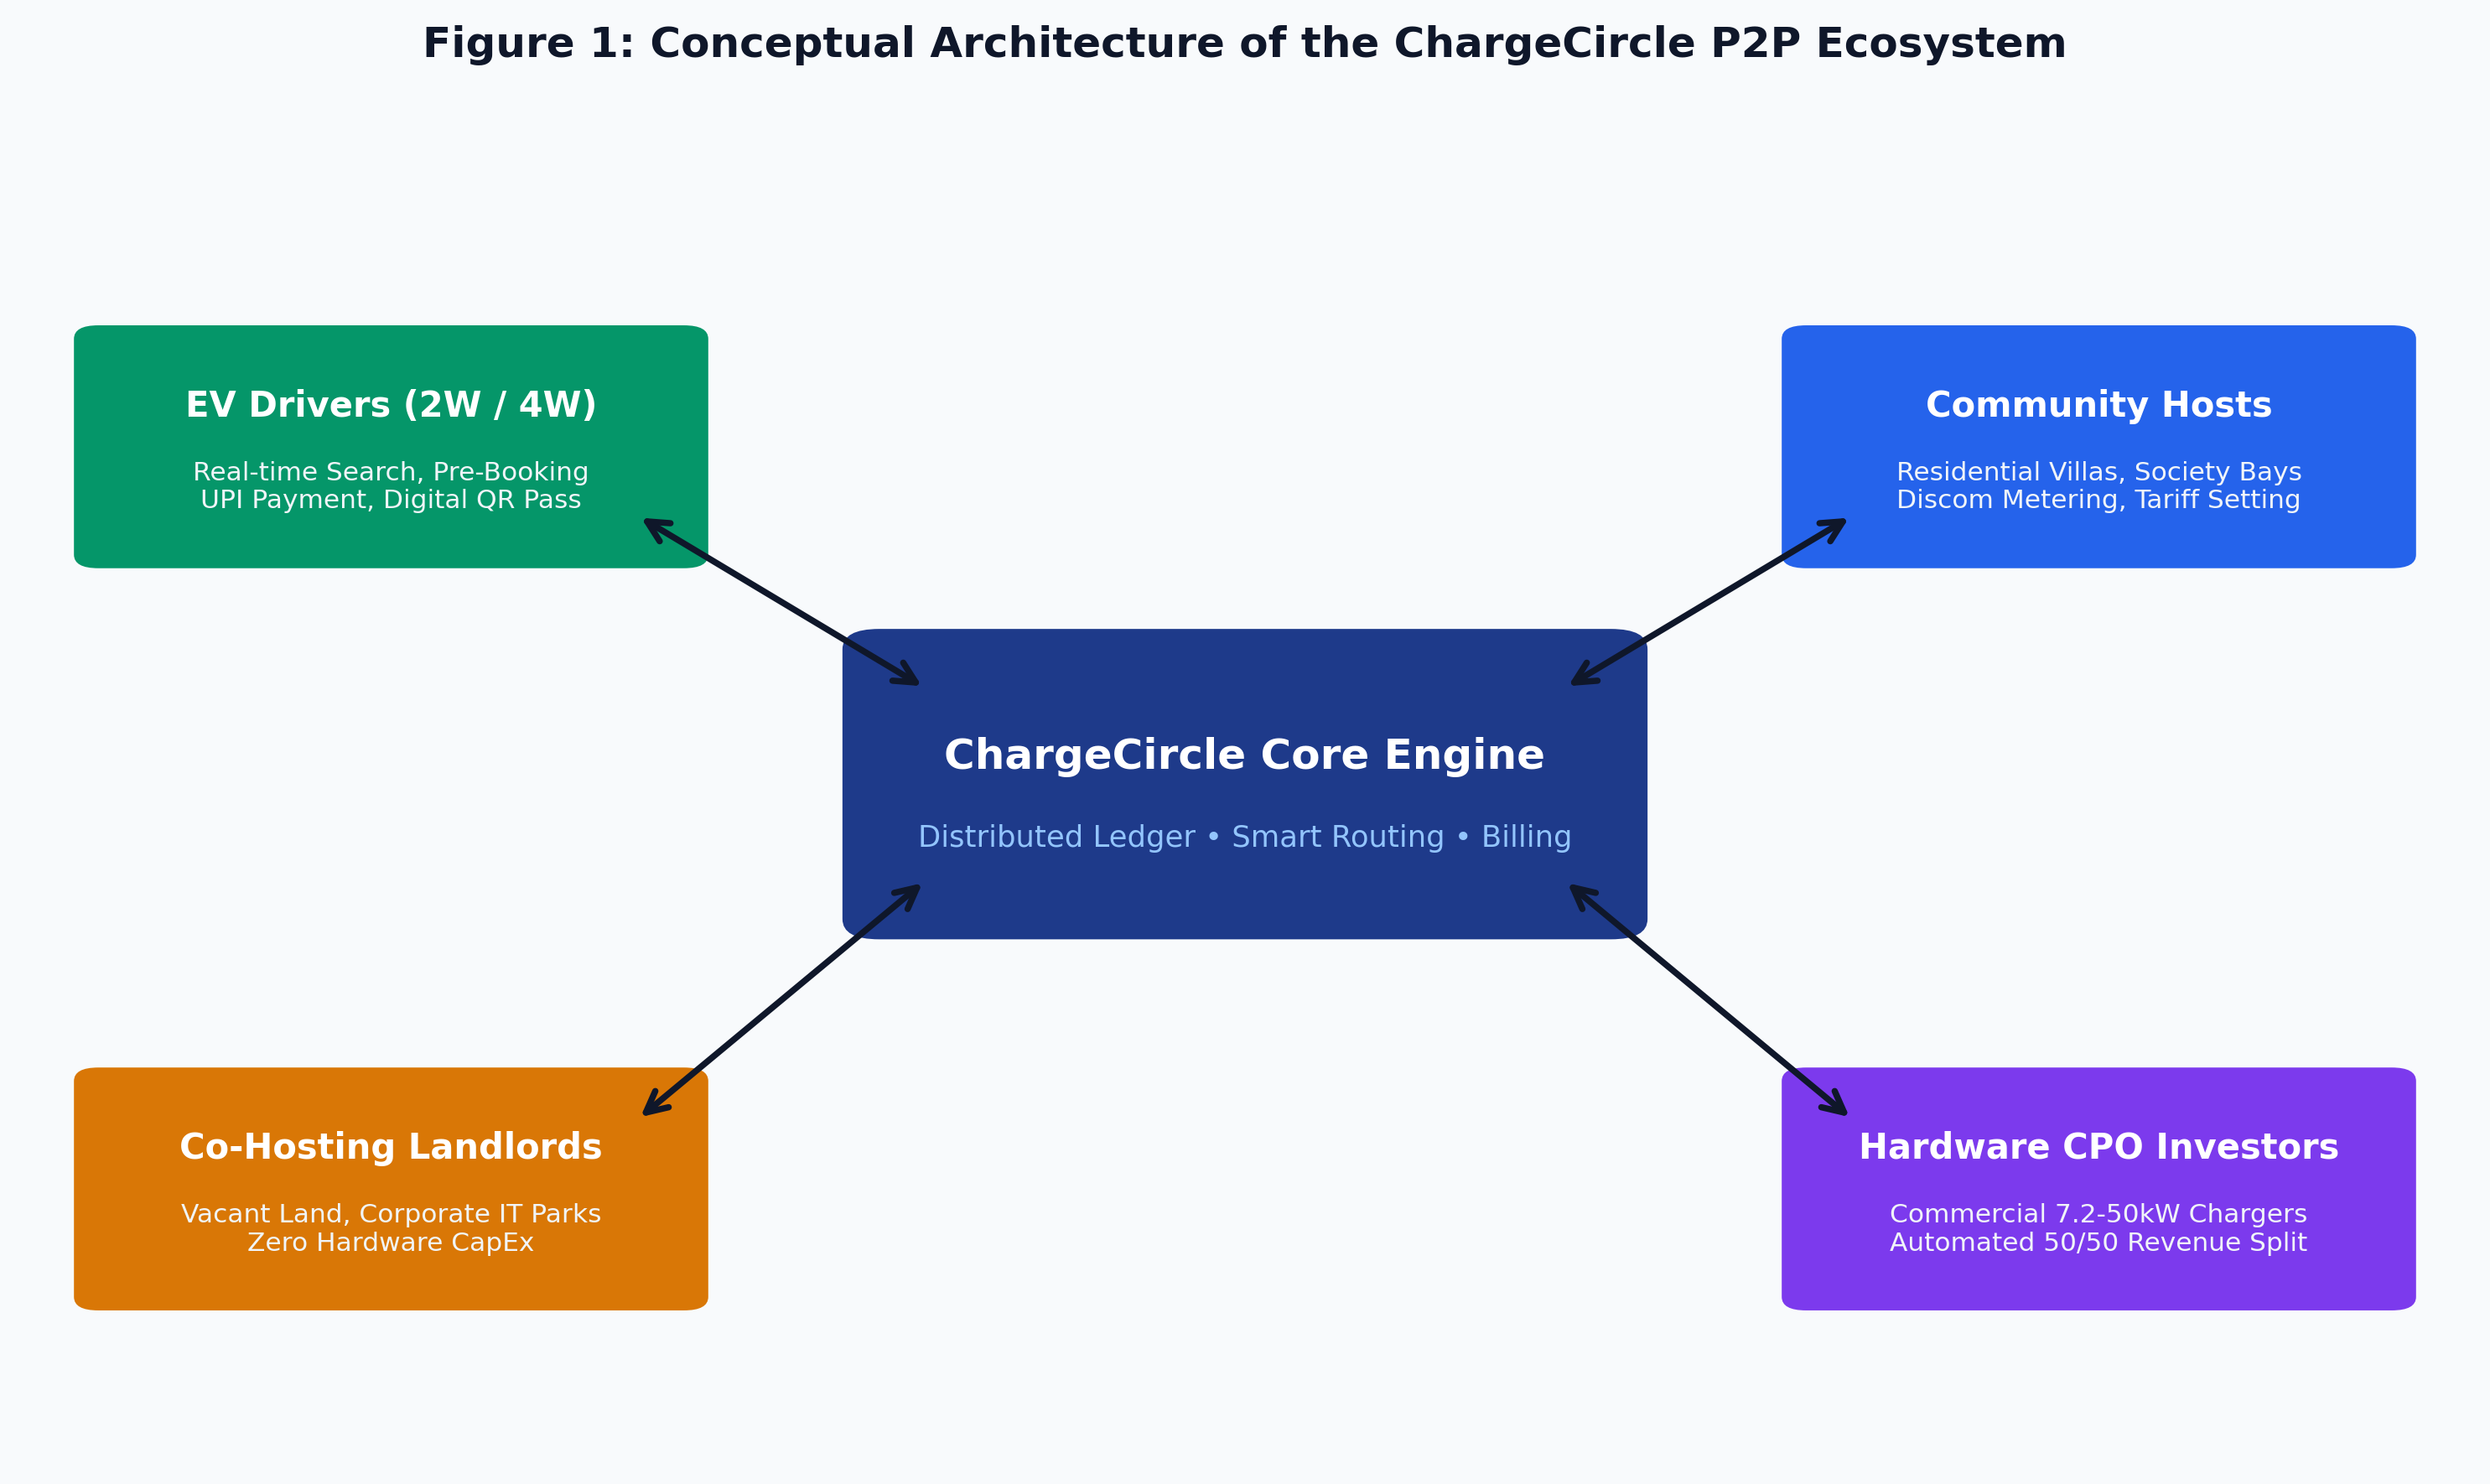 Figure 1: Conceptual Architecture of the ChargeCircle P2P Ecosystem
EV Drivers (2W / 4W)
Real-time Search, Pre-Booking
UPI Payment, Digital QR Pass
Community Hosts
Residential Villas, Society Bays
Discom Metering, Tariff Setting
ChargeCircle Core Engine
Distributed Ledger • Smart Routing • Billing
Co-Hosting Landlords
Vacant Land, Corporate IT Parks
Zero Hardware CapEx
Hardware CPO Investors
Commercial 7.2-50kW Chargers
Automated 50/50 Revenue Split